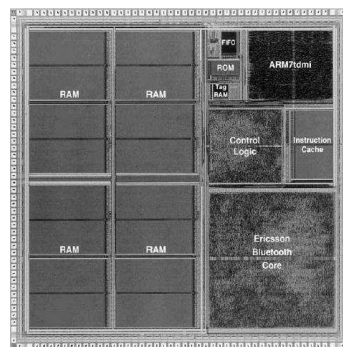 FIFO
ROM
ARM7tdmi
Tag
RAM
RAM
RAM
Control
Logic
Instruction
Cache
RAM
RAM
Ericsson
Bluetooth
Core